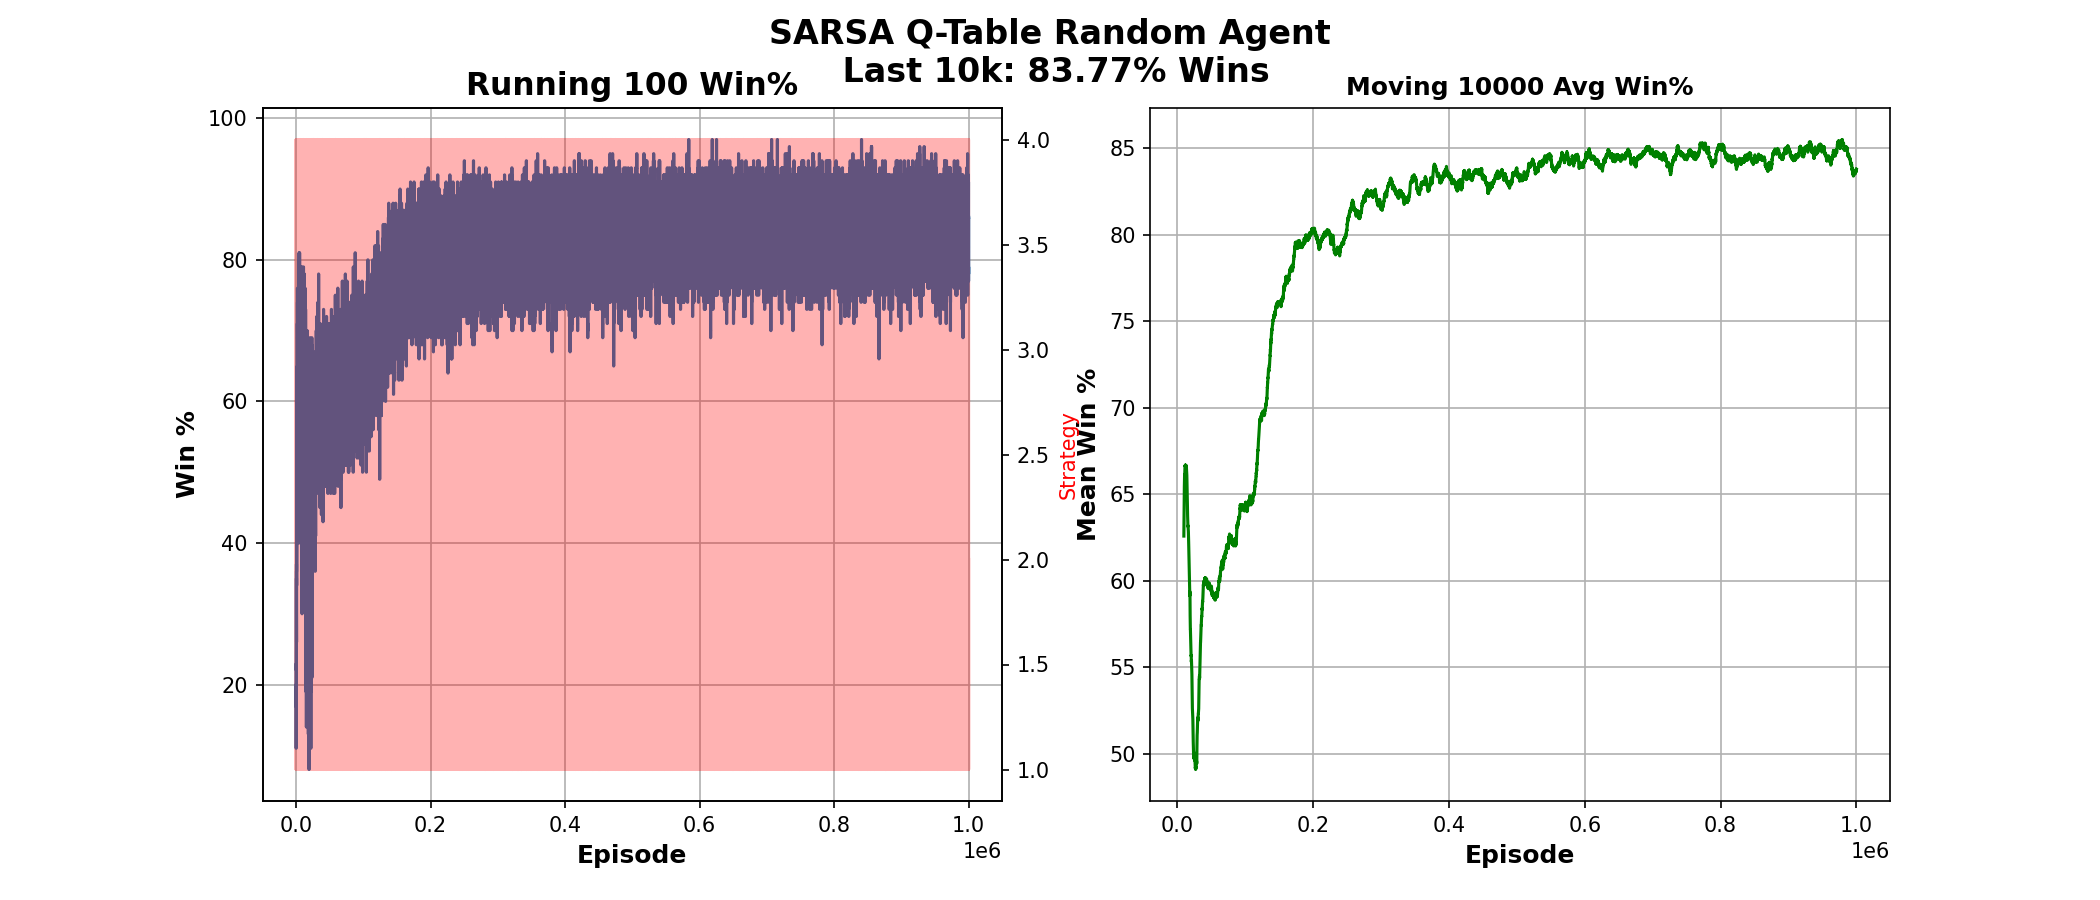 SARSA Q-Table Random Agent
Last 10k: 83.77% Wins
Running 100 Win%
Win %
100
80
60
40
20
4.0
3.5
3.0
2.5
2.0
1.5
1.0
Strategy
0.0 0.2 0.4 0.6 0.8 1.0
1e6
Episode
Moving 10000 Avg Win%
Mean Win %
85
80
75
70
65
60
55
50
0.0 0.2 0.4 0.6 0.8 1.0
1e6
Episode